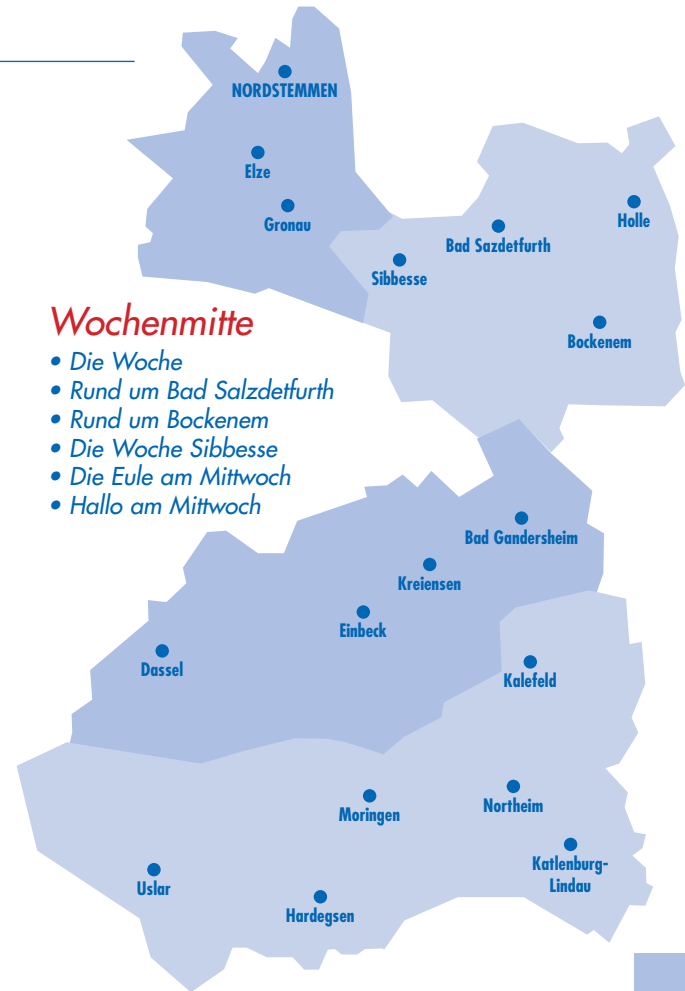 NORDSTEMMEN
Elze
Gronau
Holle
Bad Sazdetfurth
Sibbesse
Bockenem
Wochenmitte
• Die Woche
• Rund um Bad Salzdetfurth
• Rund um Bockenem
• Die Woche Sibbesse
• Die Eule am Mittwoch
• Hallo am Mittwoch
Bad Gandersheim
Kreiensen
Einbeck
Dassel
Kalefeld
Moringen
Northeim
Katlenburg-
Lindau
Uslar
Hardegsen